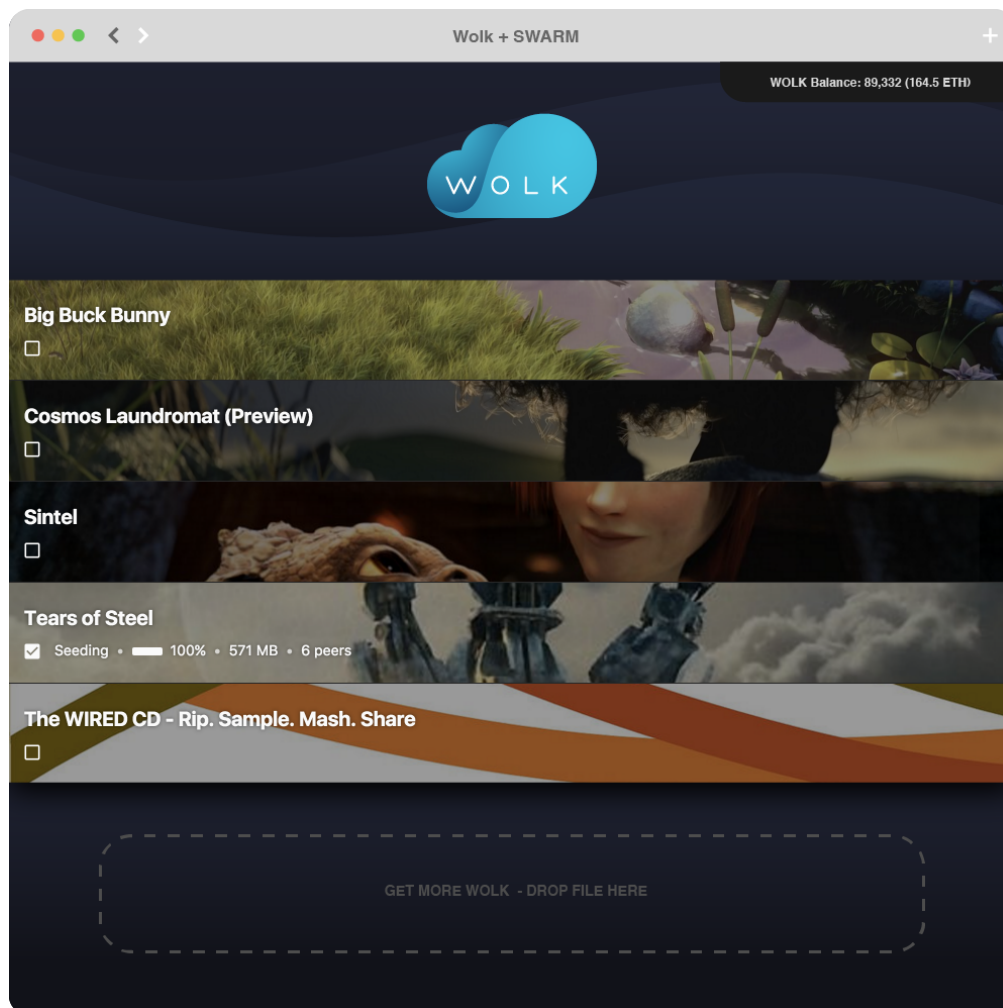 Wolk + SWARM
WOLK Balance: 89,332 (164.5 ETH)
WOLK
Big Buck Bunny
Cosmos Laundromat (Preview)
Sintel
Tears of Steel
Seeding • 100% • 571 MB • 6 peers
The WIRED CD - Rip. Sample. Mash. Share
GET MORE WOLK - DROP FILE HERE